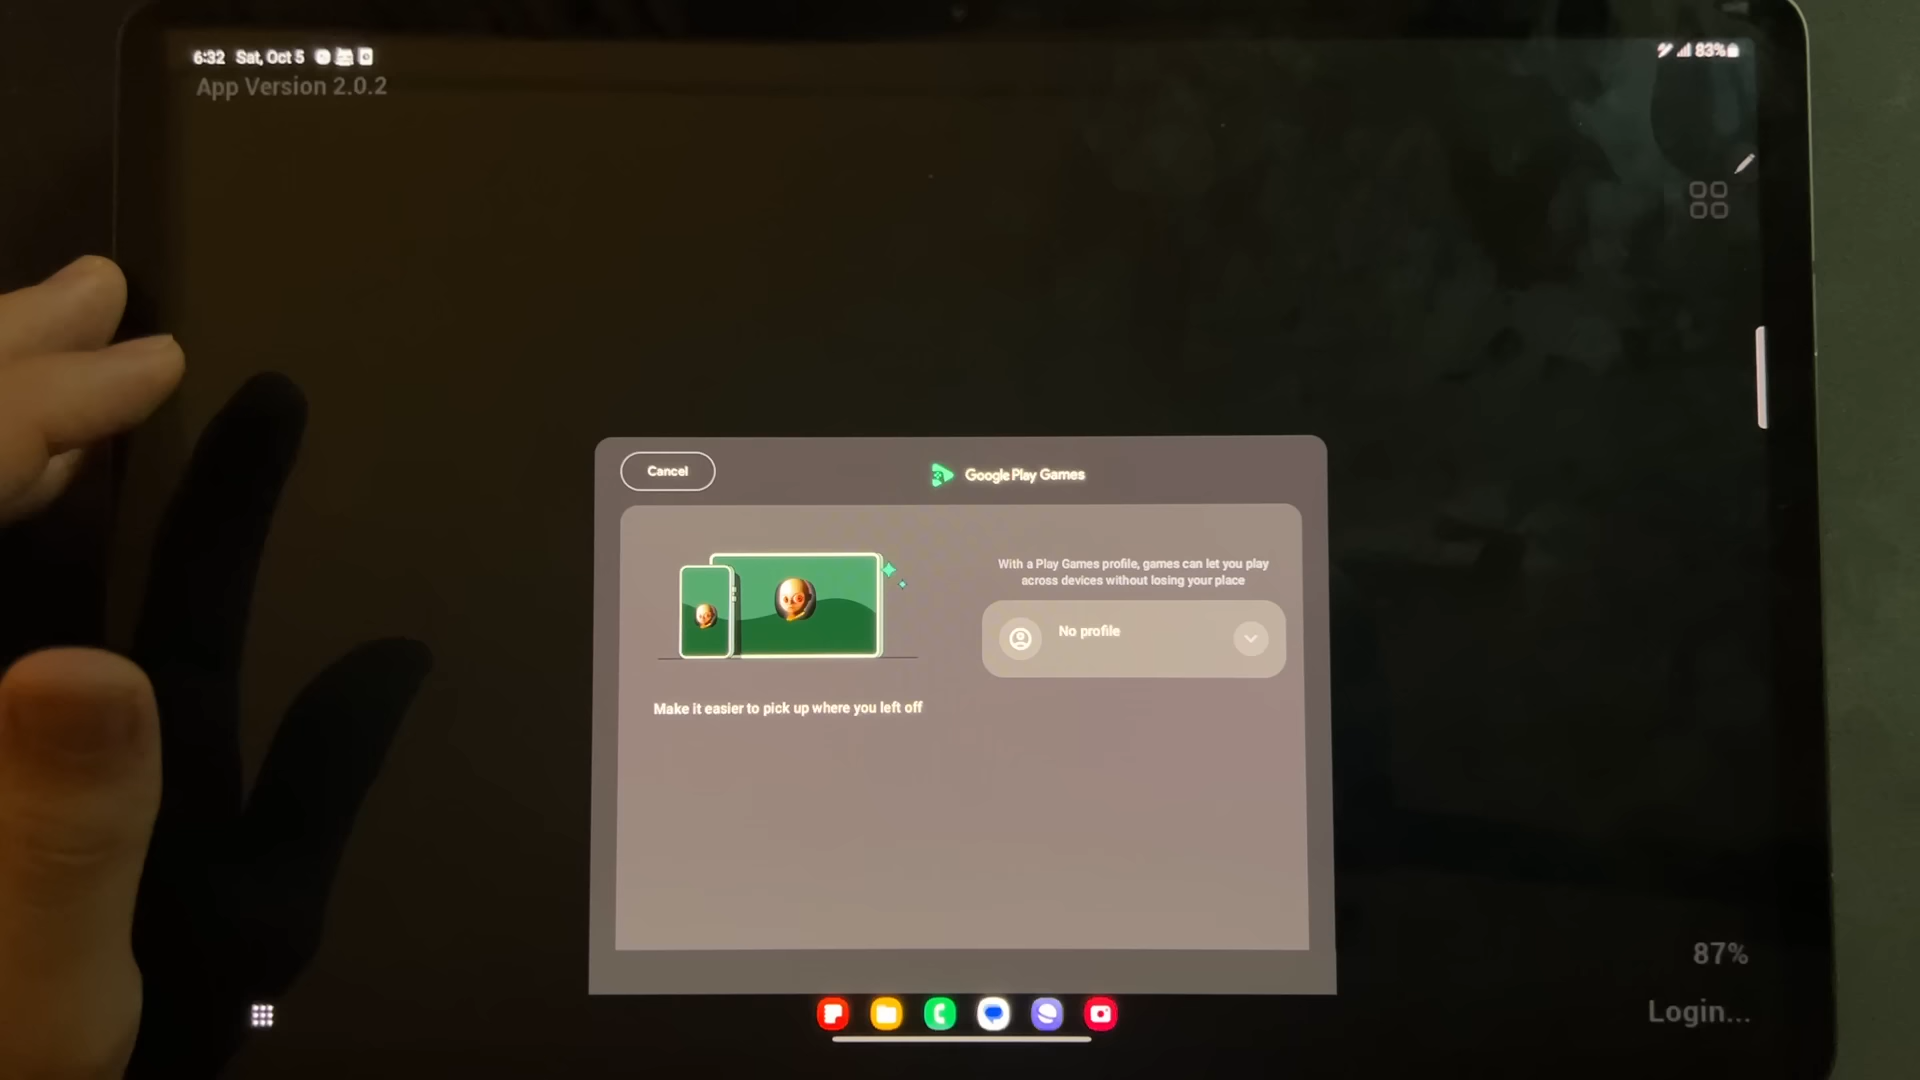 6:32 Sat, Oct 5
83%
App Version 2.0.2
Cancel
Google Play Games
With a Play Games profile, games can let you play
across devices without losing your place
No profile
Make it easier to pick up where you left off
87%
Login...